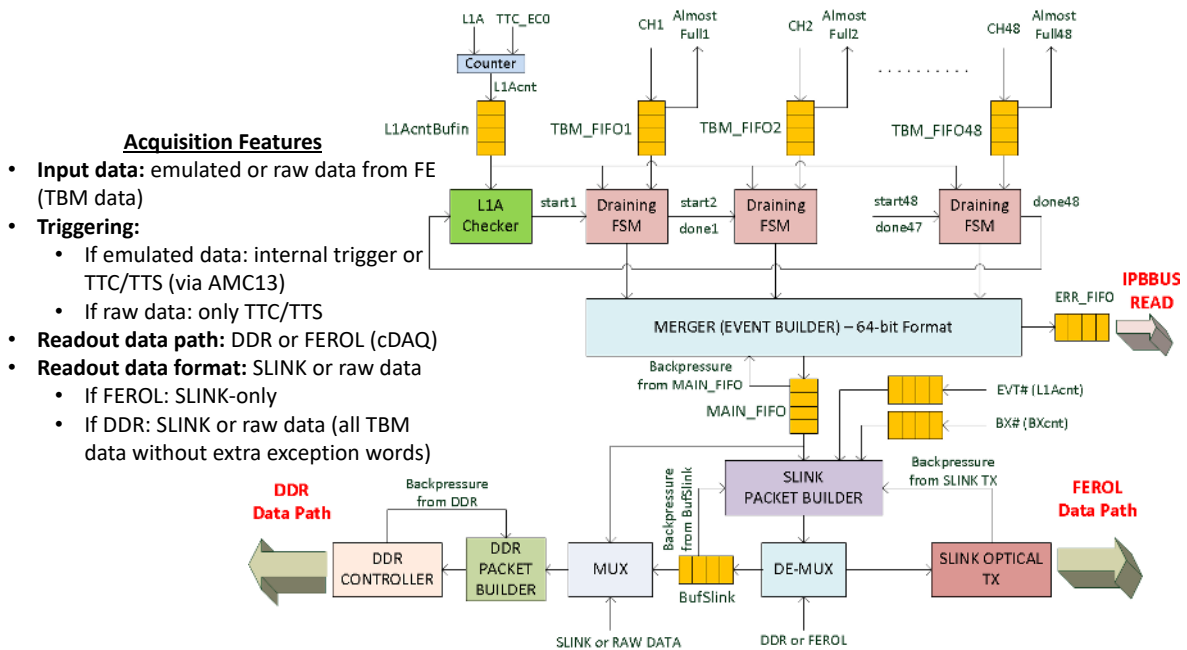 L1A TTC_EC0
Counter
L1Acnt
L1AcntBufin
CH1
Almost
Full1
TBM_FIFO1
CH2
Almost
Full2
TBM_FIFO2
..........
CH48
Almost
Full48
TBM_FIFO48
Acquisition Features
• Input data: emulated or raw data from FE
(TBM data)
• Triggering:
• If emulated data: internal trigger or
TTC/TTS (via AMC13)
• If raw data: only TTC/TTS
• Readout data path: DDR or FEROL (cDAQ)
• Readout data format: SLINK or raw data
• If FEROL: SLINK-only
• If DDR: SLINK or raw data (all TBM
data without extra exception words)
L1A
Checker
start1
Draining
FSM
start2
done1
Draining
FSM
start48
done47
Draining
FSM
done48
MERGER (EVENT BUILDER) – 64-bit Format
ERR_FIFO
IPBBUS
READ
Backpressure
from MAIN_FIFO
MAIN_FIFO
EVT# (L1Acnt)
BX# (BXcnt)
SLINK
PACKET BUILDER
Backpressure
from SLINK TX
Backpressure
from BufSlink
DDR
Data Path
Backpressure
from DDR
DDR
CONTROLLER
DDR
PACKET
BUILDER
MUX
BufSlink
DE-MUX
SLINK OPTICAL
TX
FEROL
Data Path
SLINK or RAW DATA
DDR or FEROL